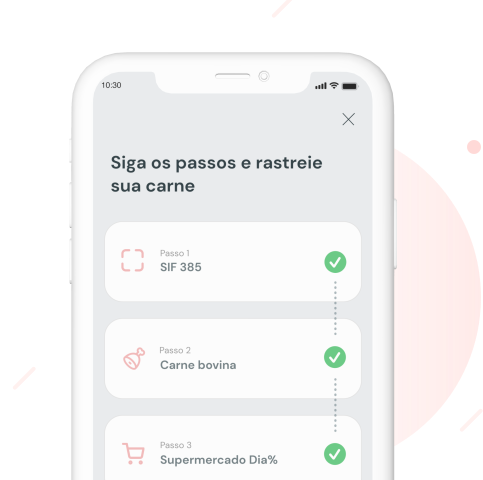 10:30
Siga os passos e rastreie
sua carne
Passo 1
SIF 385
Passo 2
Carne bovina
Passo 3
Supermercado Dia%